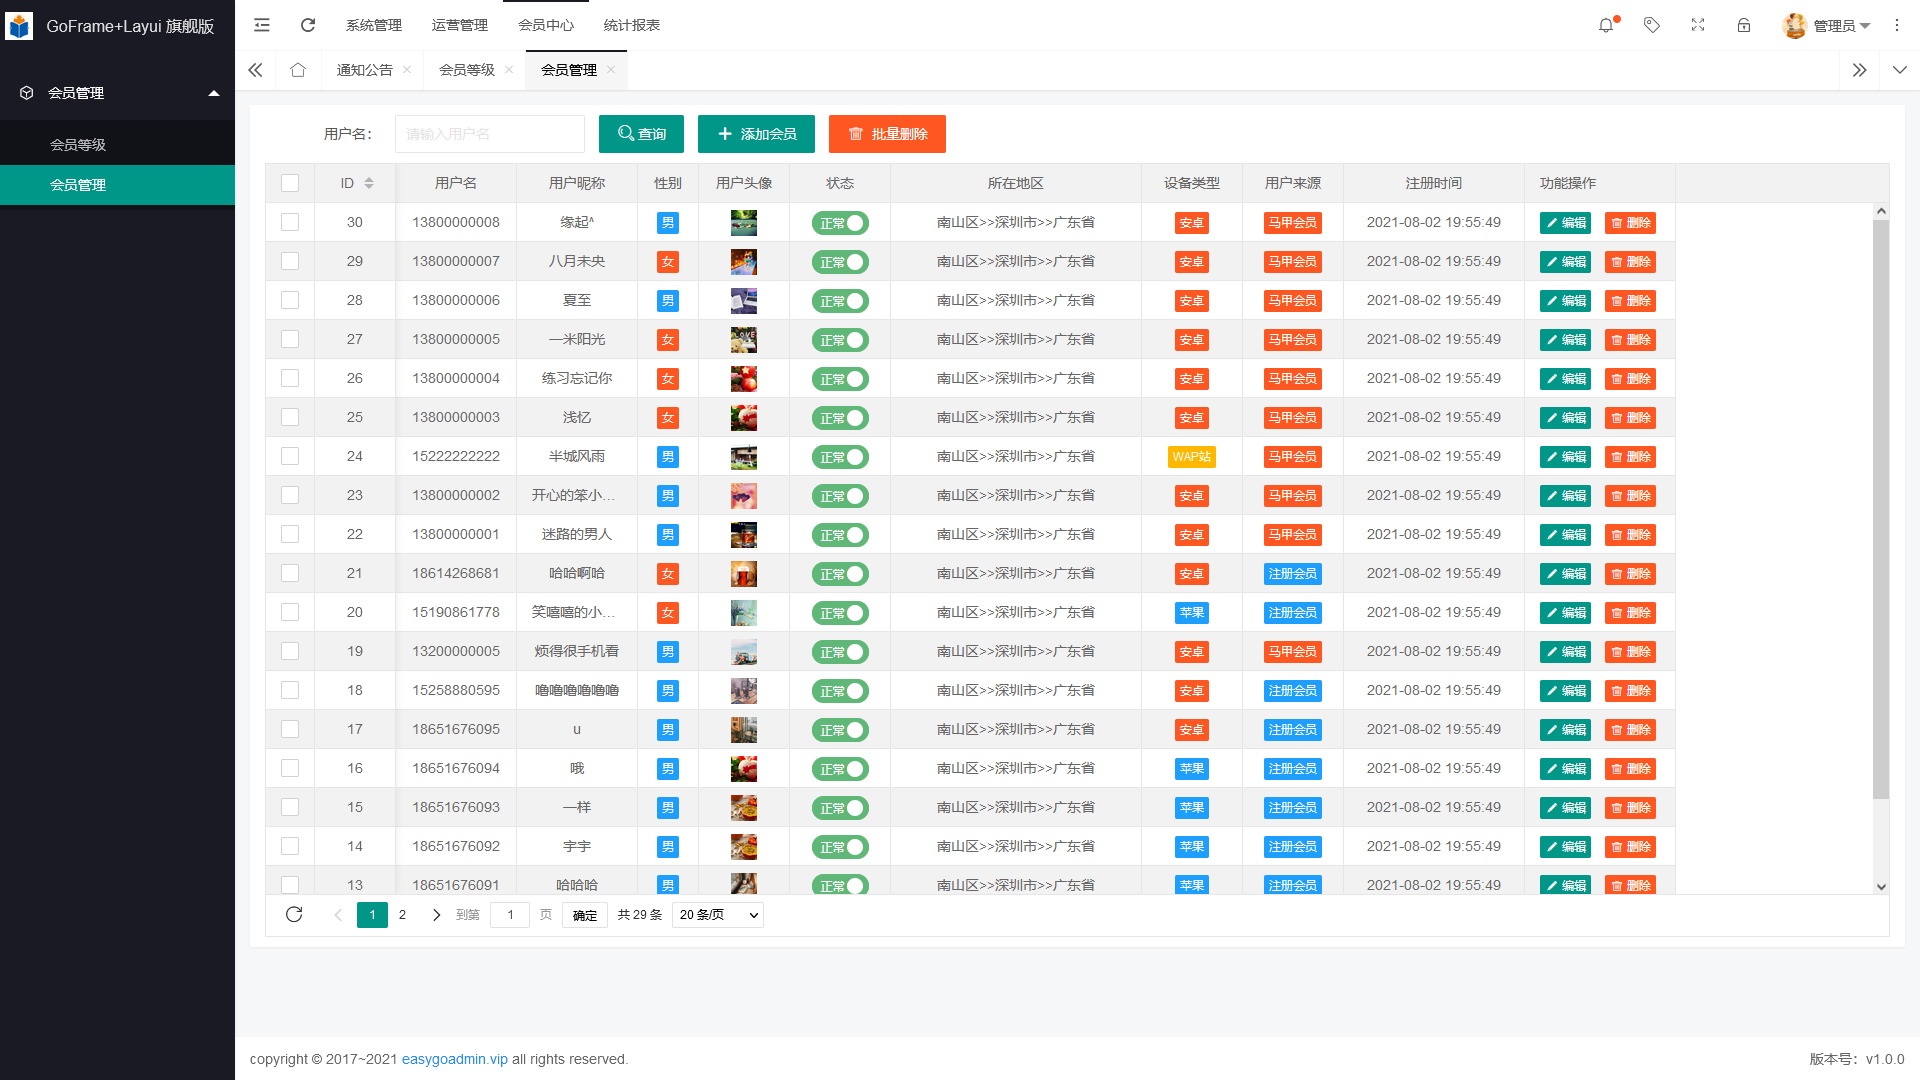 GoFrame+Layui 旗舰版
系统管理 运营管理 会员中心 统计报表 管理员
通知公告 会员等级 会员管理
会员管理
会员等级
会员管理
用户名： 请输入用户名 查询 添加会员 批量删除
ID 用户名 用户昵称 性别 用户头像 状态 所在地区 设备类型 用户来源 注册时间 功能操作
30 13800000008 缘起^ 男 正常 南山区>>深圳市>>广东省 安卓 马甲会员 2021-08-02 19:55:49 编辑 删除
29 13800000007 八月未央 女 正常 南山区>>深圳市>>广东省 安卓 马甲会员 2021-08-02 19:55:49 编辑 删除
28 13800000006 夏至 男 正常 南山区>>深圳市>>广东省 安卓 马甲会员 2021-08-02 19:55:49 编辑 删除
27 13800000005 一米阳光 女 正常 南山区>>深圳市>>广东省 安卓 马甲会员 2021-08-02 19:55:49 编辑 删除
26 13800000004 练习忘记你 女 正常 南山区>>深圳市>>广东省 安卓 马甲会员 2021-08-02 19:55:49 编辑 删除
25 13800000003 浅忆 女 正常 南山区>>深圳市>>广东省 安卓 马甲会员 2021-08-02 19:55:49 编辑 删除
24 15222222222 半城风雨 男 正常 南山区>>深圳市>>广东省 WAP站 马甲会员 2021-08-02 19:55:49 编辑 删除
23 13800000002 开心的笨小... 男 正常 南山区>>深圳市>>广东省 安卓 马甲会员 2021-08-02 19:55:49 编辑 删除
22 13800000001 迷路的男人 男 正常 南山区>>深圳市>>广东省 安卓 马甲会员 2021-08-02 19:55:49 编辑 删除
21 18614268681 哈哈啊哈 女 正常 南山区>>深圳市>>广东省 安卓 注册会员 2021-08-02 19:55:49 编辑 删除
20 15190861778 笑嘻嘻的小... 女 正常 南山区>>深圳市>>广东省 苹果 注册会员 2021-08-02 19:55:49 编辑 删除
19 13200000005 烦得很手机看 男 正常 南山区>>深圳市>>广东省 安卓 马甲会员 2021-08-02 19:55:49 编辑 删除
18 15258880595 噜噜噜噜噜噜 男 正常 南山区>>深圳市>>广东省 安卓 注册会员 2021-08-02 19:55:49 编辑 删除
17 18651676095 u 男 正常 南山区>>深圳市>>广东省 安卓 注册会员 2021-08-02 19:55:49 编辑 删除
16 18651676094 哦 男 正常 南山区>>深圳市>>广东省 苹果 注册会员 2021-08-02 19:55:49 编辑 删除
15 18651676093 一样 男 正常 南山区>>深圳市>>广东省 苹果 注册会员 2021-08-02 19:55:49 编辑 删除
14 18651676092 宇宇 男 正常 南山区>>深圳市>>广东省 苹果 注册会员 2021-08-02 19:55:49 编辑 删除
13 18651676091 哈哈哈 男 正常 南山区>>深圳市>>广东省 苹果 注册会员 2021-08-02 19:55:49 编辑 删除
1 2 到第 1 页 确定 共 29 条 20 条/页
copyright © 2017~2021 easygoadmin.vip all rights reserved. 版本号：v1.0.0